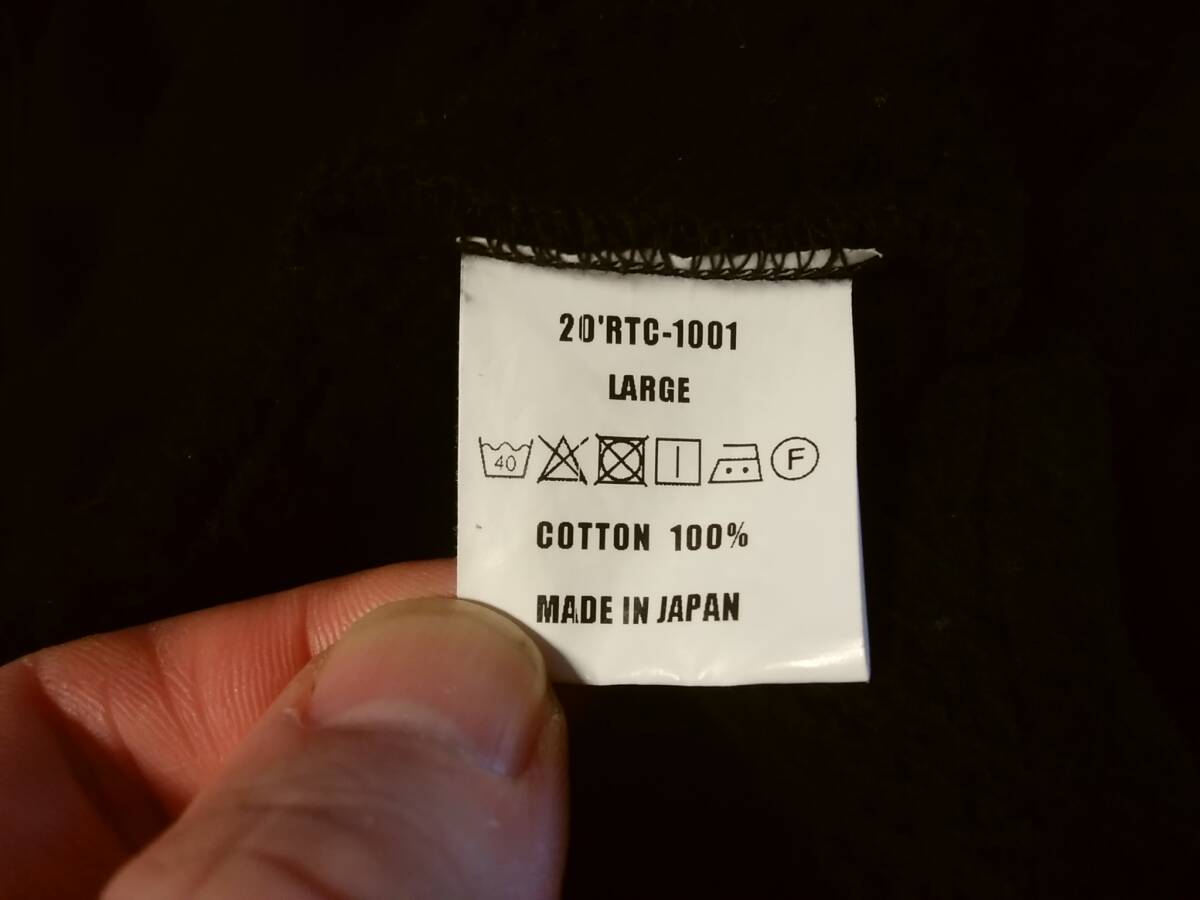 20'RTC-1001
LARGE
40 F
COTTON 100%
MADE IN JAPAN